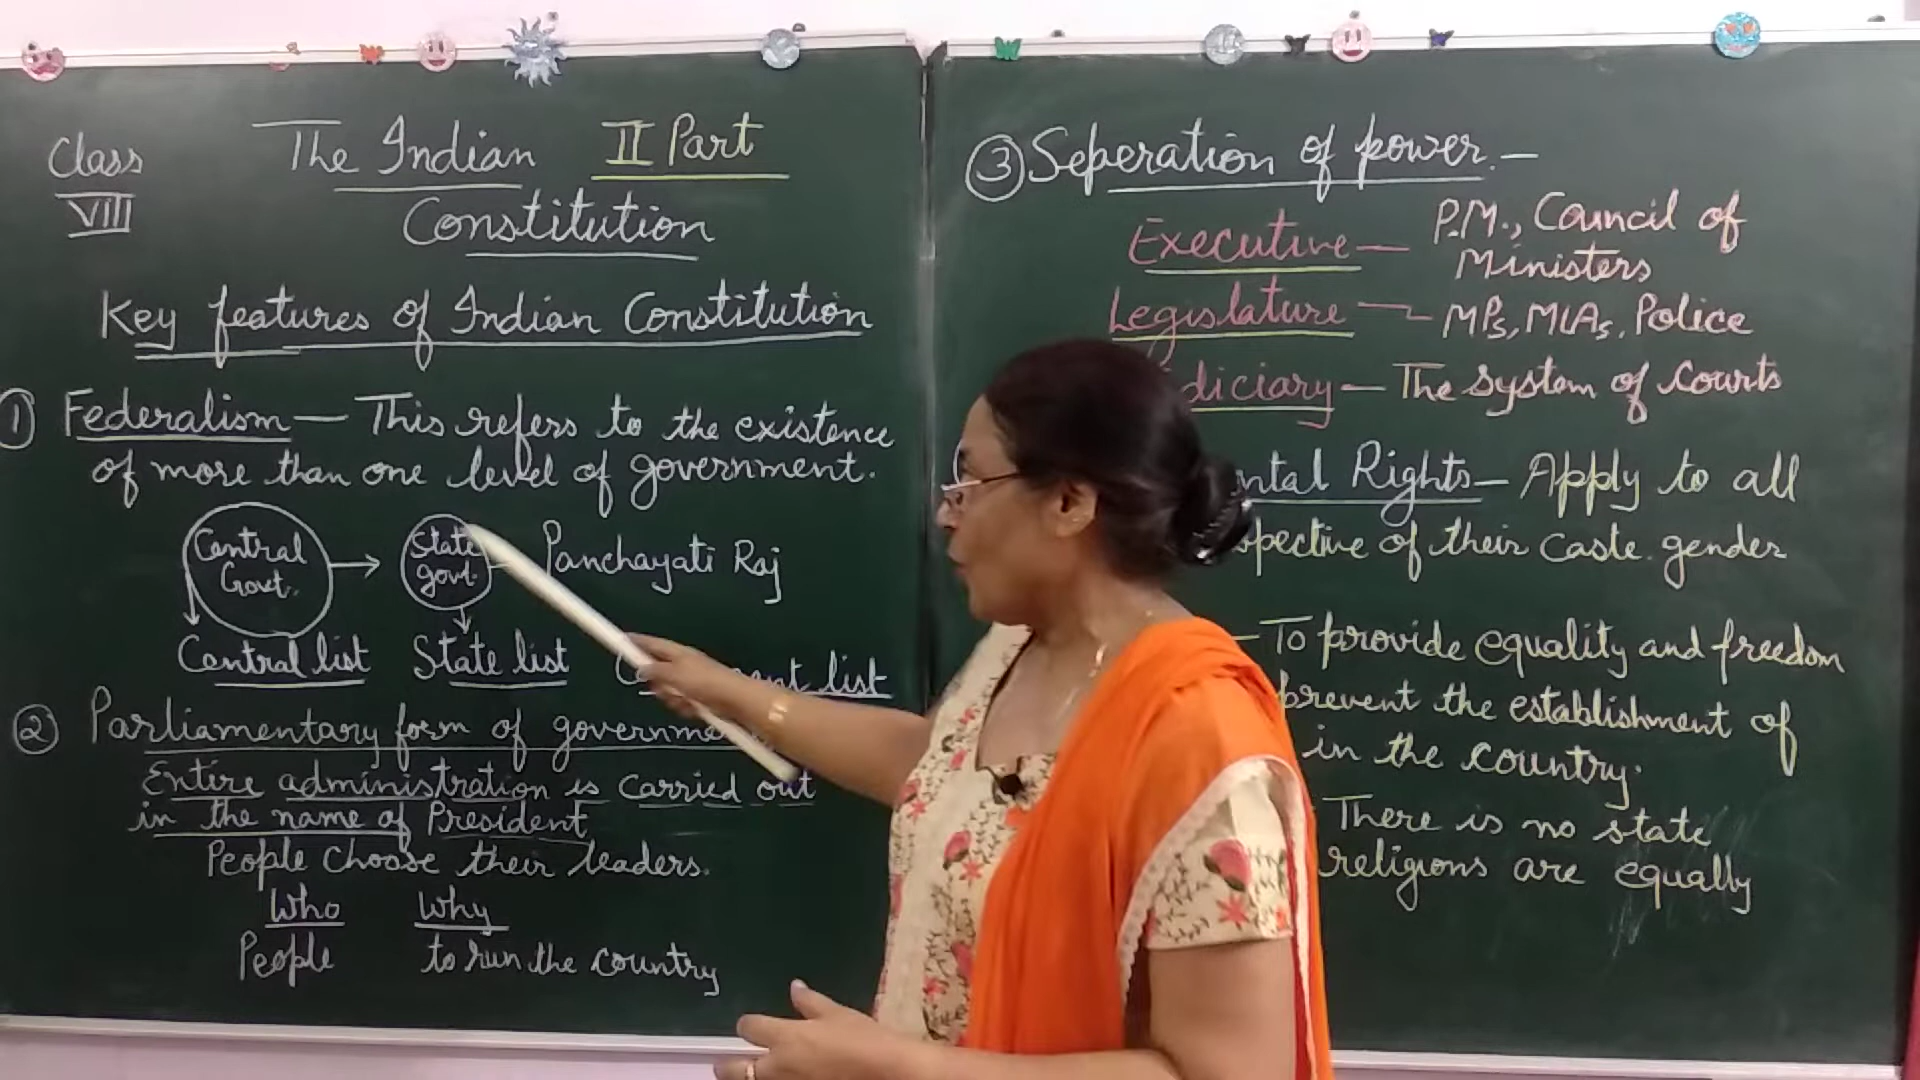 Class
VIII
The Indian II Part
Constitution
Key features of Indian Constitution
① Federalism — This refers to the existence
of more than one level of government.
Central
Govt.
State
govt.
Panchayati Raj
Central list State list list
② Parliamentary form of
Entire administration is carried out
in the name of President
People choose their leaders.
Who Why
People to run the country
③ Seperation of power. —
Executive — P.M., Council of
Ministers
Legislature — MPs, MLAs, Police
diciary — The system of courts
ntal Rights — Apply to all
spective of their caste. gender
— To provide equality and freedom
prevent the establishment of
in the country.
There is no state
religions are equally